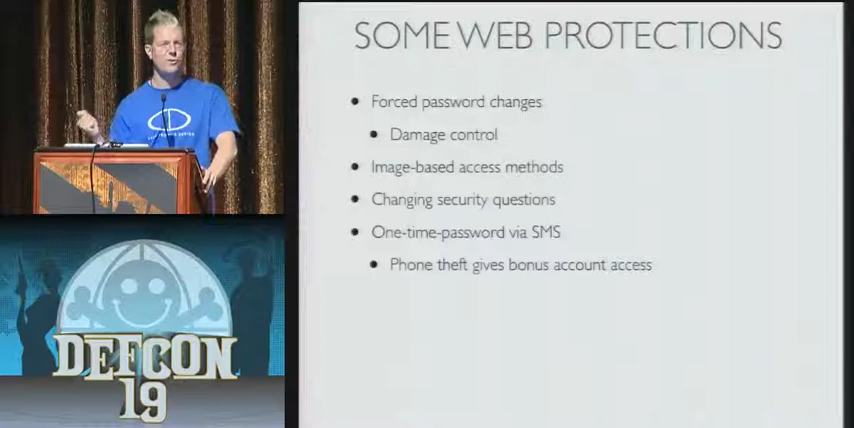 SOME WEB PROTECTIONS
Forced password changes
Damage control
Image-based access methods
Changing security questions
One-time-password via SMS
Phone theft gives bonus account access
DEFCON
19